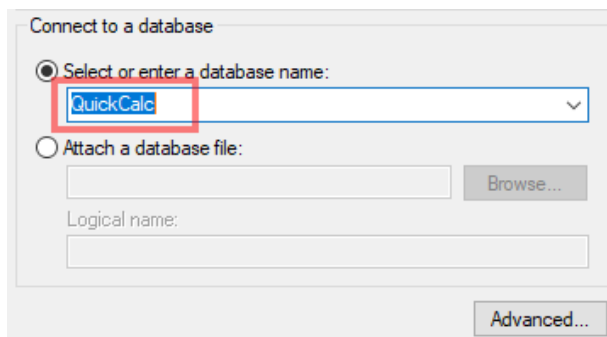 Connect to a database
Select or enter a database name:
QuickCalc
Attach a database file:
Browse...
Logical name:
Advanced...